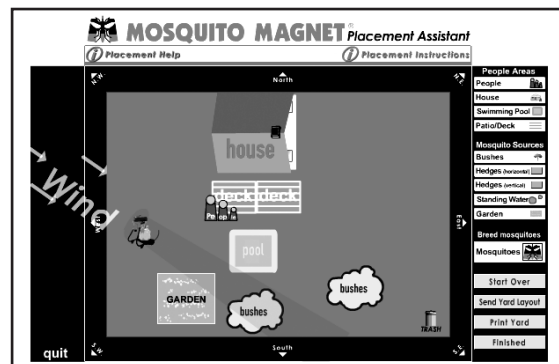 MOSQUITO MAGNET® Placement Assistant
Placement Help
Placement Instructions
N.W.
North
N.E.
People Areas
People
House
Swimming Pool
Patio/Deck
Mosquito Sources
Bushes
Hedges (horizontal)
Hedges (vertical)
Standing Water
Garden
Breed mosquitoes
Mosquitoes
Start Over
Send Yard Layout
Print Yard
Finished
Wind
house
deck deck
East
pool
GARDEN
bushes
bushes
TRASH
quit
S.W.
South
S.E.